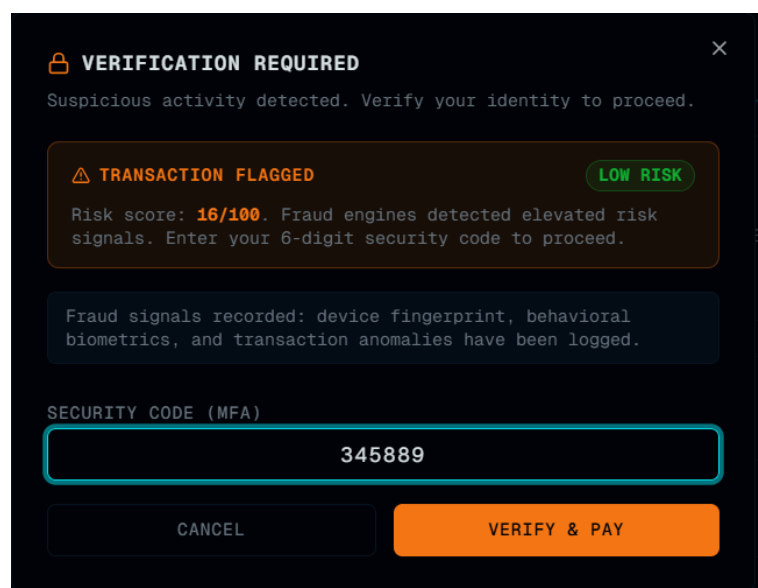 VERIFICATION REQUIRED
Suspicious activity detected. Verify your identity to proceed.
TRANSACTION FLAGGED
LOW RISK
Risk score: 16/100. Fraud engines detected elevated risk
signals. Enter your 6-digit security code to proceed.
Fraud signals recorded: device fingerprint, behavioral
biometrics, and transaction anomalies have been logged.
SECURITY CODE (MFA)
345889
CANCEL
VERIFY & PAY